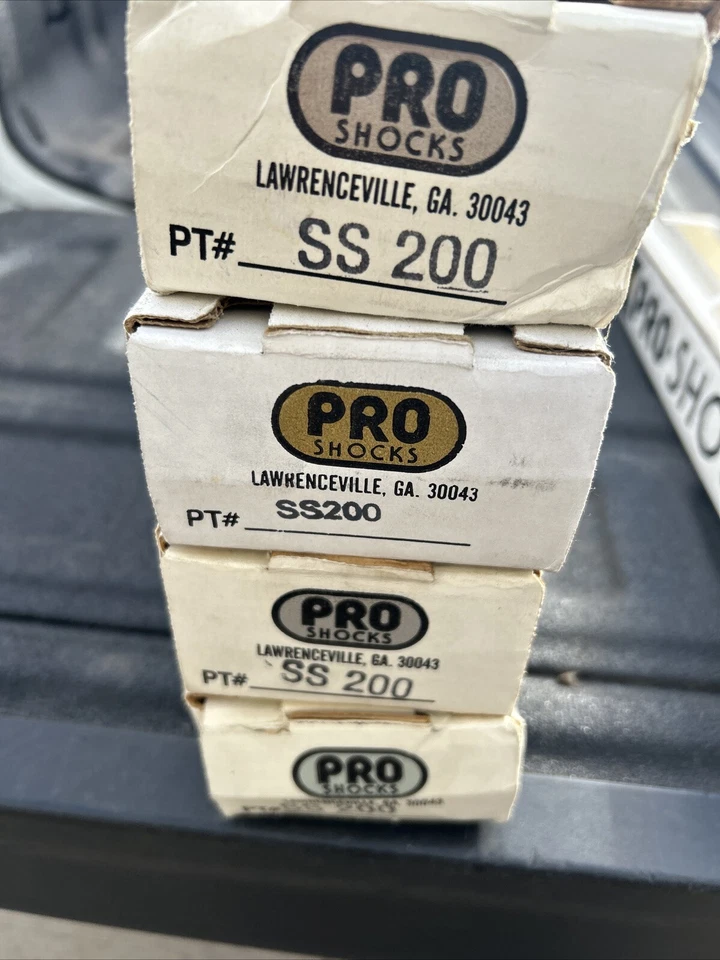 PRO
SHOCKS
LAWRENCEVILLE, GA. 30043
PT# SS 200
PRO
SHOCKS
LAWRENCEVILLE, GA. 30043
PT# SS200
PRO
SHOCKS
LAWRENCEVILLE, GA. 30043
PT# SS 200
PRO
SHOCKS
200
PRO SHO